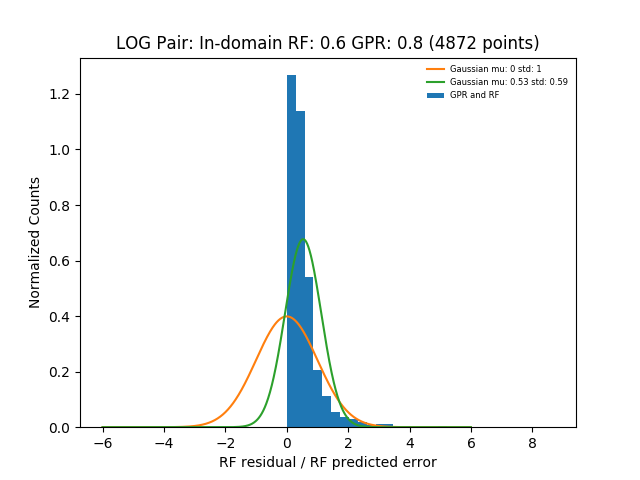 LOG Pair: In-domain RF: 0.6 GPR: 0.8 (4872 points)
Gaussian mu: 0 std: 1
Gaussian mu: 0.53 std: 0.59
GPR and RF
Normalized Counts
1.2
1.0
0.8
0.6
0.4
0.2
0.0
−6 −4 −2 0 2 4 6 8
RF residual / RF predicted error